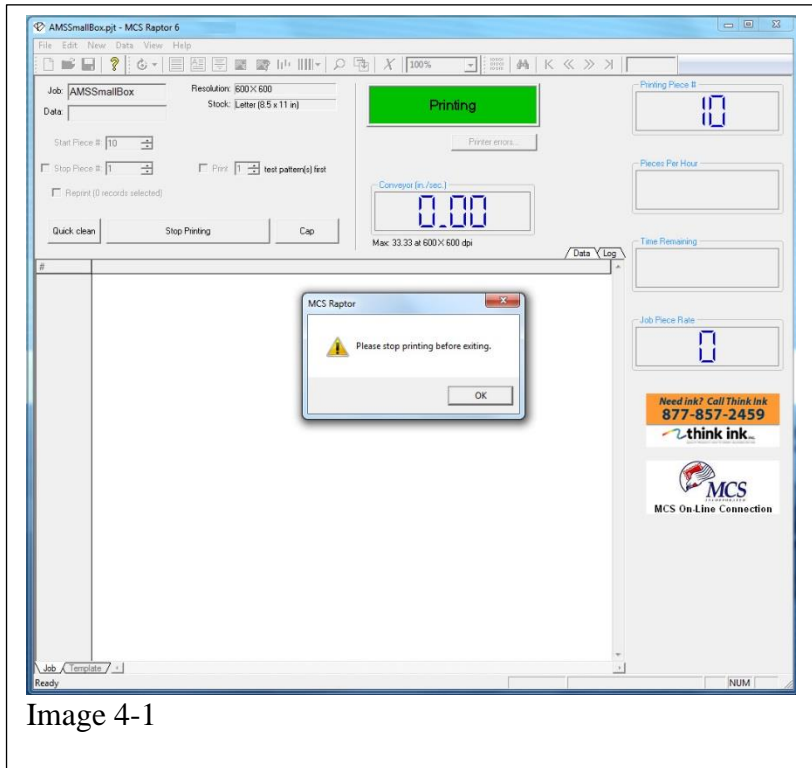 AMSSmallBox.pjt - MCS Raptor 6
File Edit New Data View Help
100%
Job: AMSSmallBox
Resolution: 600 X 600
Data:
Stock: Letter (8.5 x 11 in)
Start Piece #: 10
Stop Piece #: 1
Print 1 test pattern(s) first
Reprint (0 records selected)
Quick clean
Stop Printing
Cap
Printing
Printer errors...
Conveyor (in./sec.)
0.00
Max: 33.33 at 600 X 600 dpi
Data Log
Printing Piece #
10
Pieces Per Hour
Time Remaining
Job Piece Rate
0
#
MCS Raptor
Please stop printing before exiting.
OK
Need ink? Call Think Ink
877-857-2459
think ink
MCS
MCS On-Line Connection
Job Template
Ready
NUM
Image 4-1